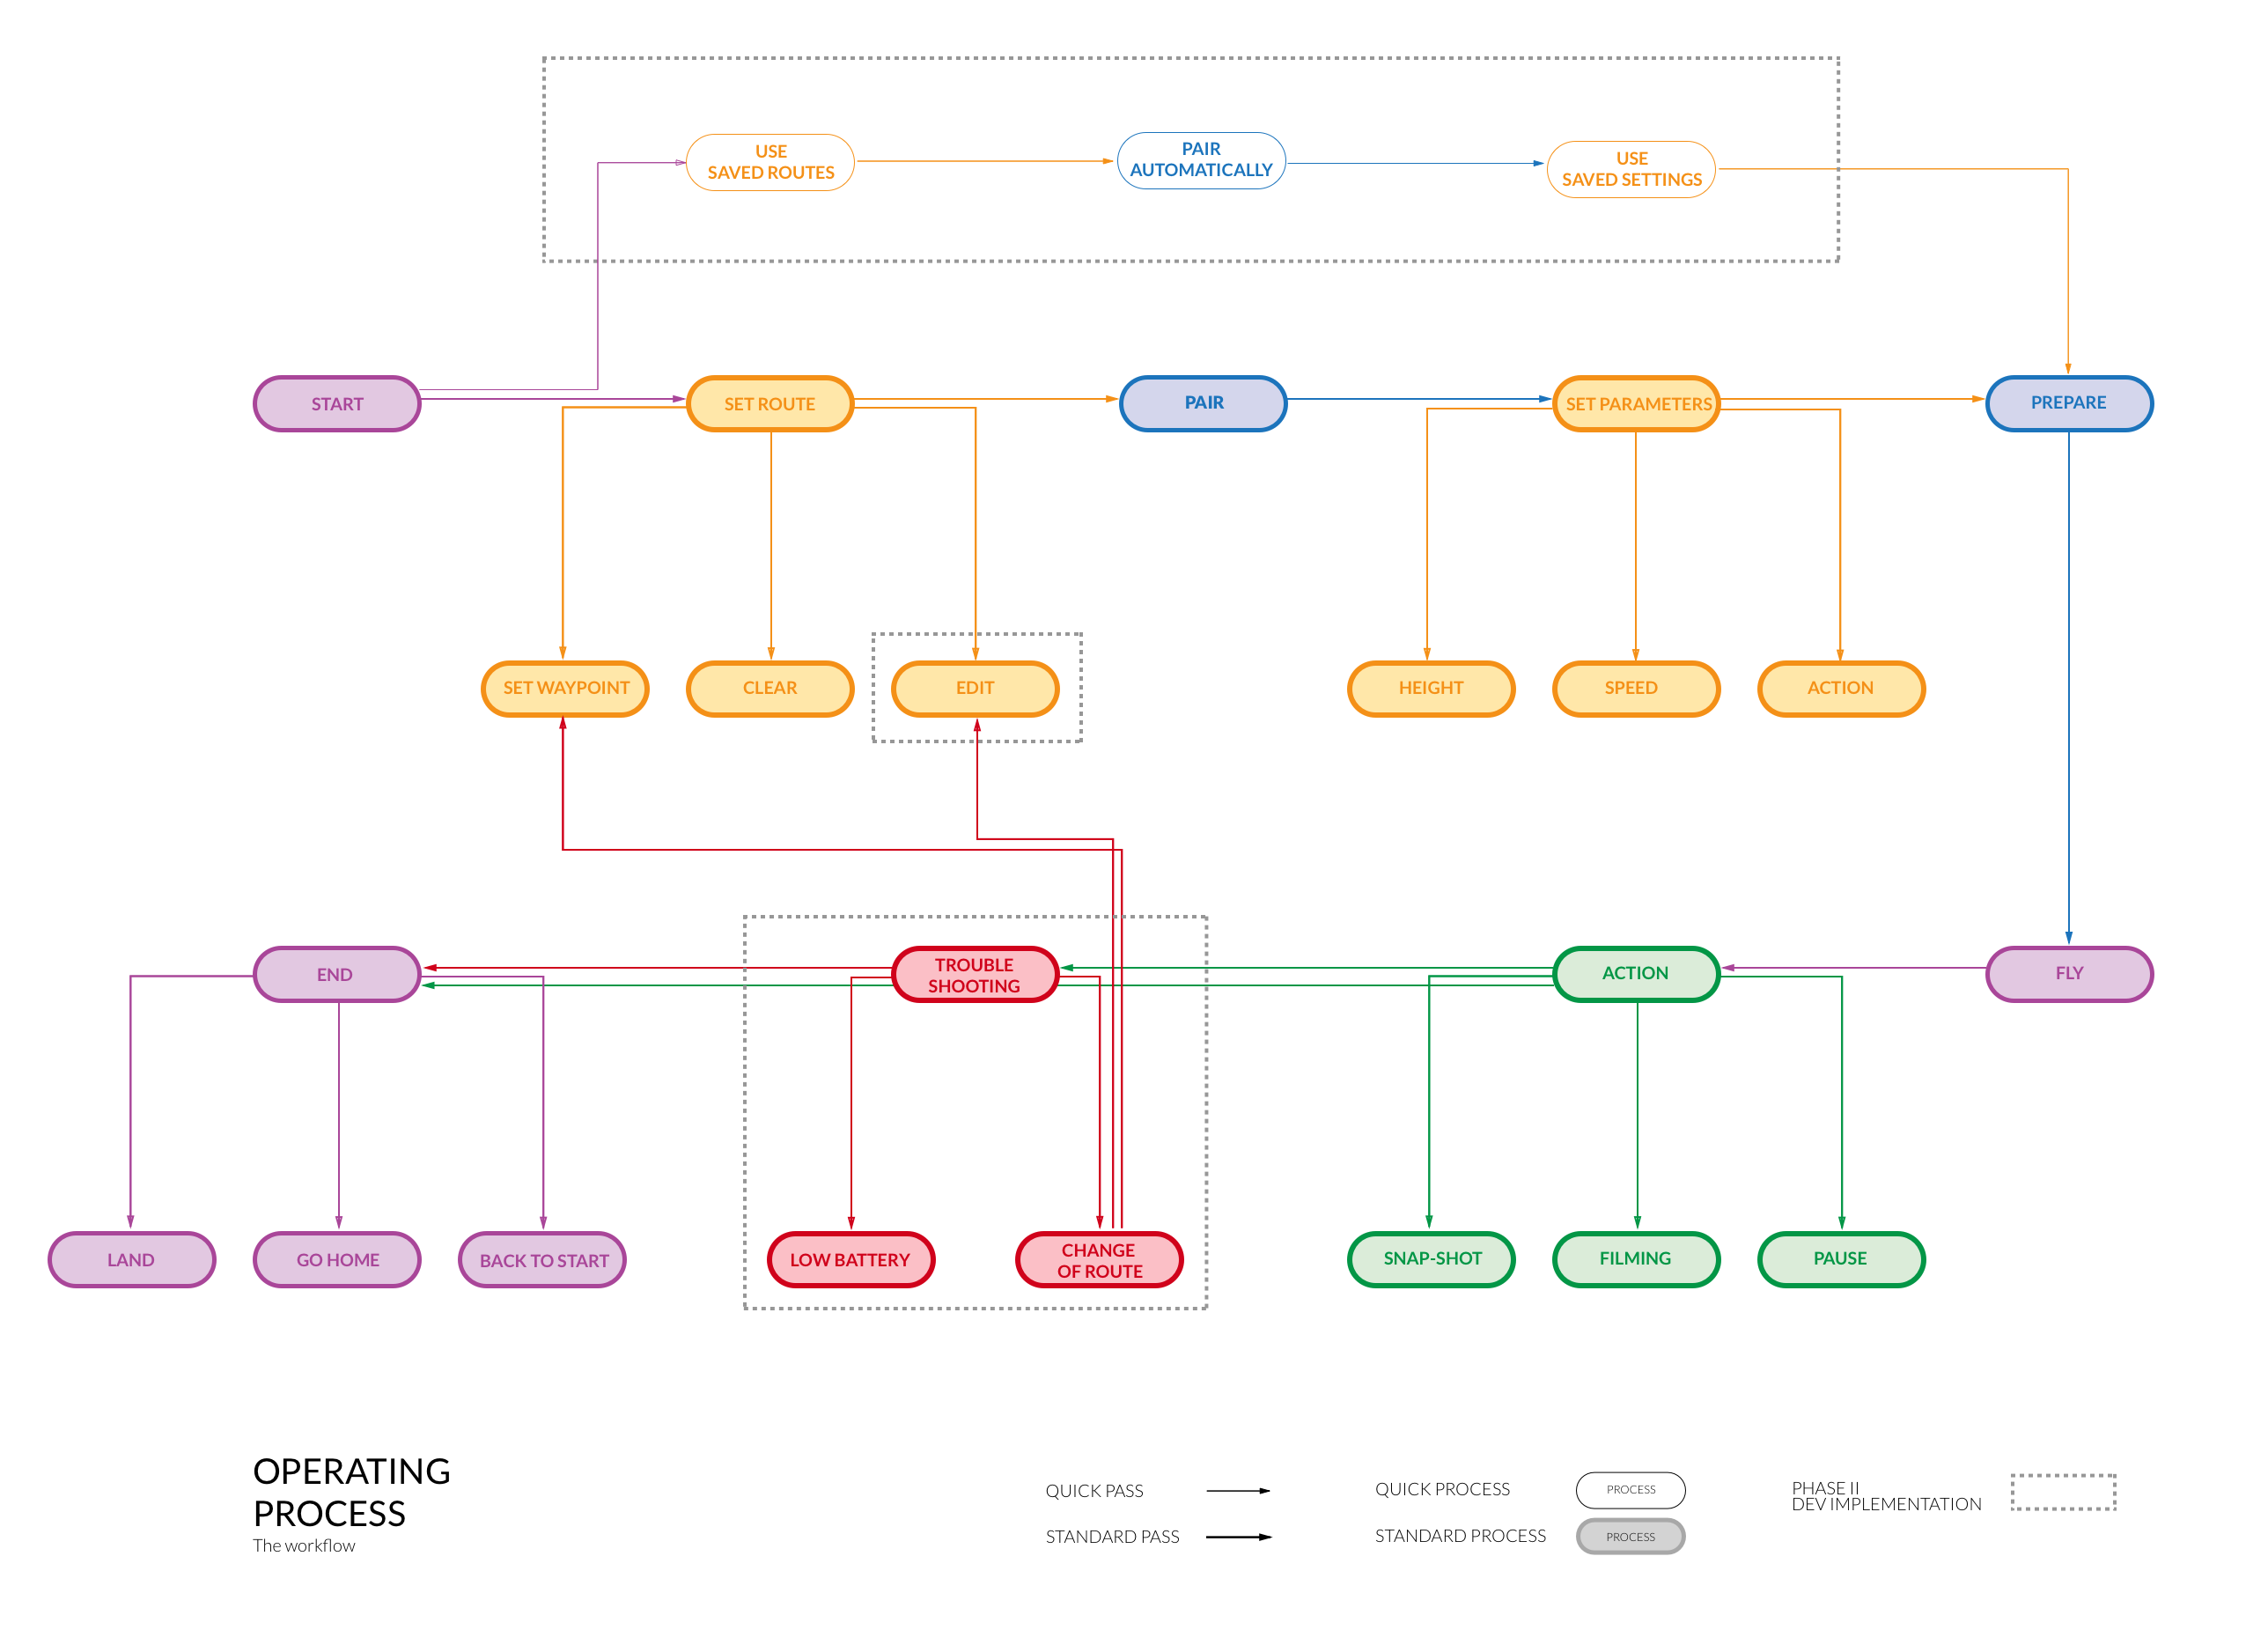 USE
SAVED ROUTES
PAIR
AUTOMATICALLY
USE
SAVED SETTINGS
START
SET ROUTE
PAIR
SET PARAMETERS
PREPARE
SET WAYPOINT
CLEAR
EDIT
HEIGHT
SPEED
ACTION
END
TROUBLE
SHOOTING
ACTION
FLY
LAND
GO HOME
BACK TO START
LOW BATTERY
CHANGE
OF ROUTE
SNAP-SHOT
FILMING
PAUSE
OPERATING
PROCESS
The workflow
QUICK PASS
STANDARD PASS
QUICK PROCESS
PROCESS
STANDARD PROCESS
PROCESS
PHASE II
DEV IMPLEMENTATION